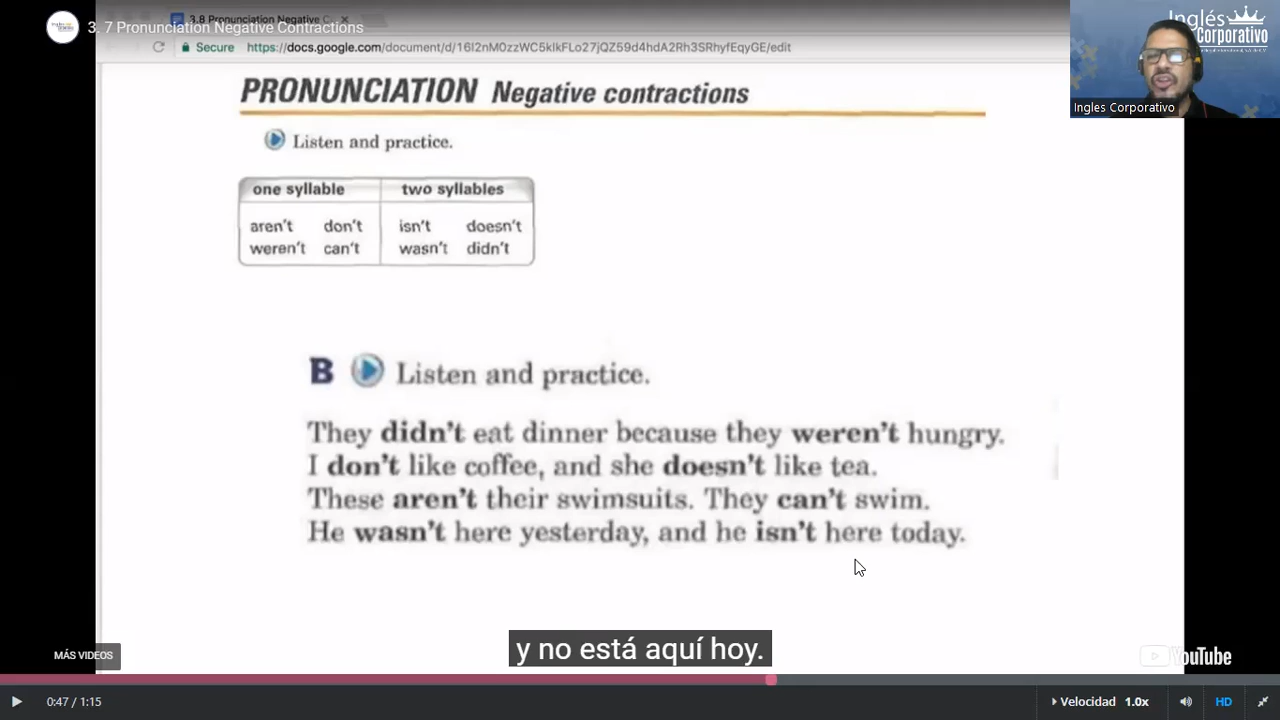 3.8 Pronunciation Negative C
3. 7 Pronunciation Negative Contractions
Secure https://docs.google.com/document/d/16I2nM0zzWC5kIkFLo27jQZ59d4hdA2Rh3SRhyfEqyGE/edit
Inglés
Corporativo
Ingles Corporativo
PRONUNCIATION Negative contractions
Listen and practice.
one syllable two syllables
aren't don't isn't doesn't
weren't can't wasn't didn't
B Listen and practice.
They didn't eat dinner because they weren't hungry.
I don't like coffee, and she doesn't like tea.
These aren't their swimsuits. They can't swim.
He wasn't here yesterday, and he isn't here today.
y no está aquí hoy.
MÁS VIDEOS
YouTube
0:47 / 1:15
Velocidad 1.0x
HD